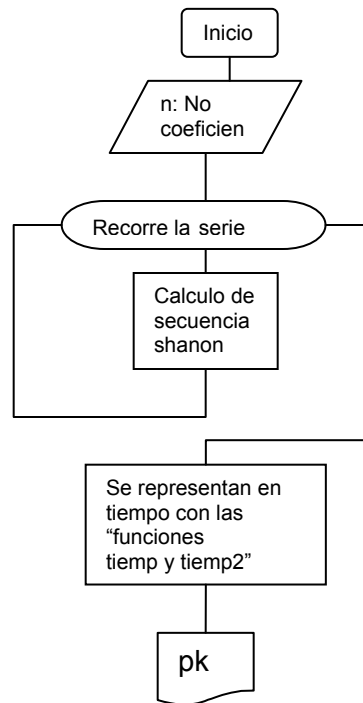 Inicio
n: No
coeficien
Recorre la serie
Calculo de
secuencia
shanon
Se representan en
tiempo con las
“funciones
tiemp y tiemp2”
pk